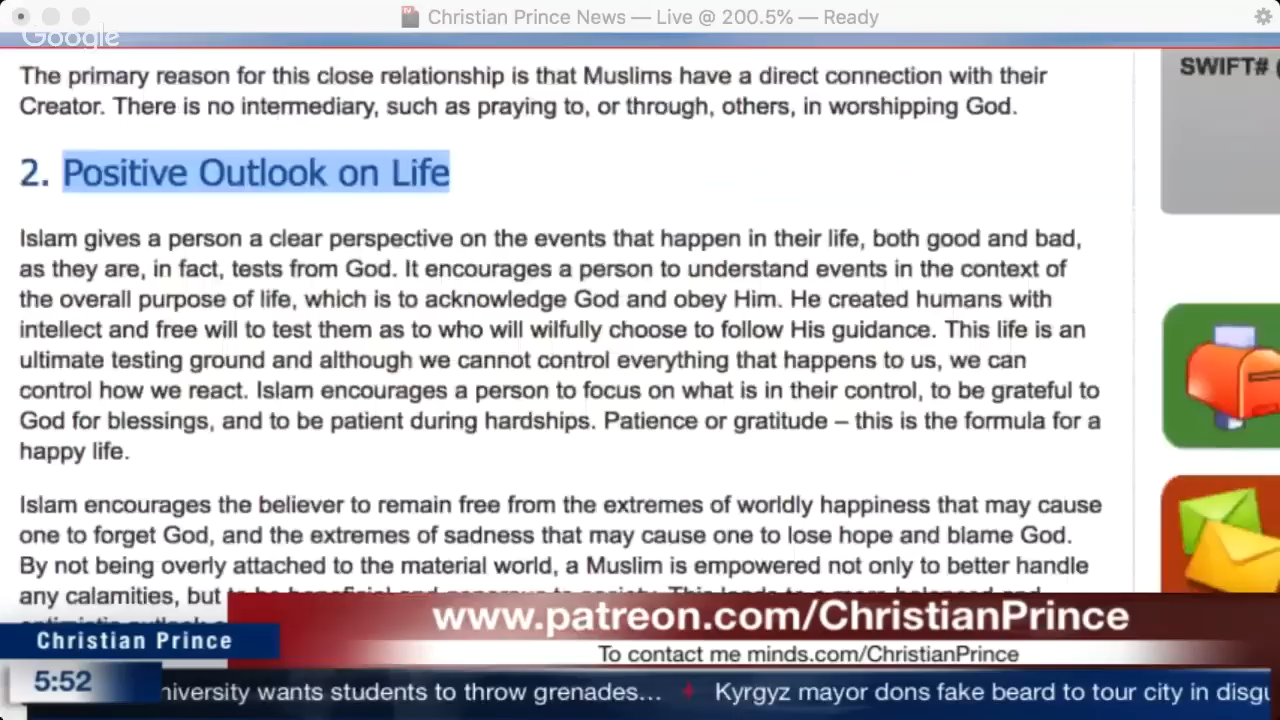 Christian Prince News — Live @ 200.5% — Ready
Google
The primary reason for this close relationship is that Muslims have a direct connection with their
Creator. There is no intermediary, such as praying to, or through, others, in worshipping God.
SWIFT# (
2. Positive Outlook on Life
Islam gives a person a clear perspective on the events that happen in their life, both good and bad,
as they are, in fact, tests from God. It encourages a person to understand events in the context of
the overall purpose of life, which is to acknowledge God and obey Him. He created humans with
intellect and free will to test them as to who will wilfully choose to follow His guidance. This life is an
ultimate testing ground and although we cannot control everything that happens to us, we can
control how we react. Islam encourages a person to focus on what is in their control, to be grateful to
God for blessings, and to be patient during hardships. Patience or gratitude – this is the formula for a
happy life.
Islam encourages the believer to remain free from the extremes of worldly happiness that may cause
one to forget God, and the extremes of sadness that may cause one to lose hope and blame God.
By not being overly attached to the material world, a Muslim is empowered not only to better handle
any calamities, but
www.patreon.com/ChristianPrince
Christian Prince
To contact me minds.com/ChristianPrince
5:52
niversity wants students to throw grenades... Kyrgyz mayor dons fake beard to tour city in disgu